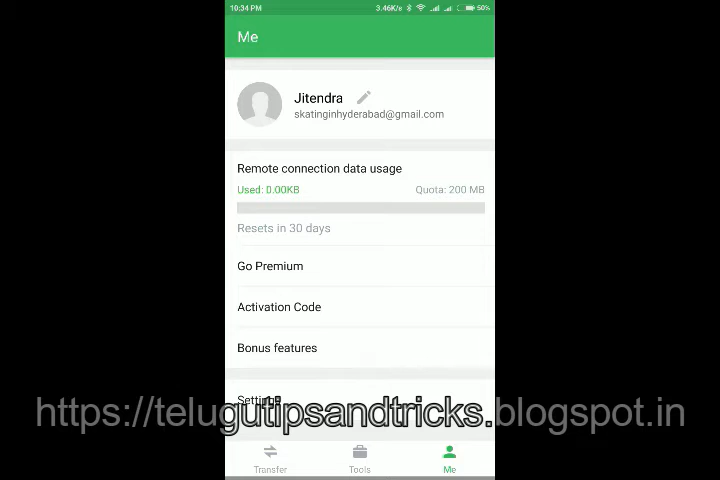 10:34 PM 3.46K/s 50%
Me
Jitendra
skatinginhyderabad@gmail.com
Remote connection data usage
Used: 0.00KB Quota: 200 MB
Resets in 30 days
Go Premium
Activation Code
Bonus features
Settings
https://telugutipsandtricks.blogspot.in
Transfer Tools Me